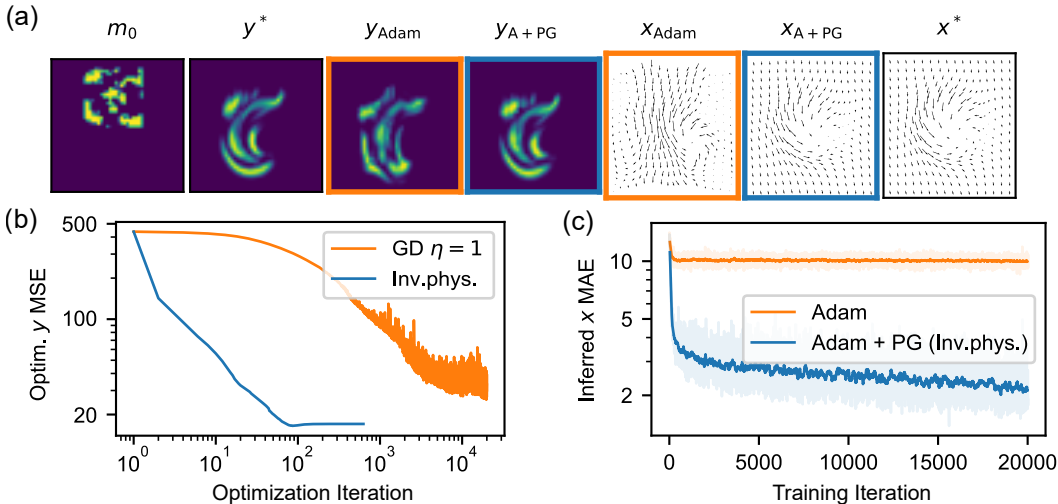 (a)
m₀ y* y_Adam y_A + PG x_Adam x_A + PG x*
(b)
500
100
20
Optim. y MSE
GD η = 1
Inv.phys.
10⁰ 10¹ 10² 10³ 10⁴
Optimization Iteration
(c)
10
5
2
Inferred x MAE
Adam
Adam + PG (Inv.phys.)
0 5000 10000 15000 20000
Training Iteration